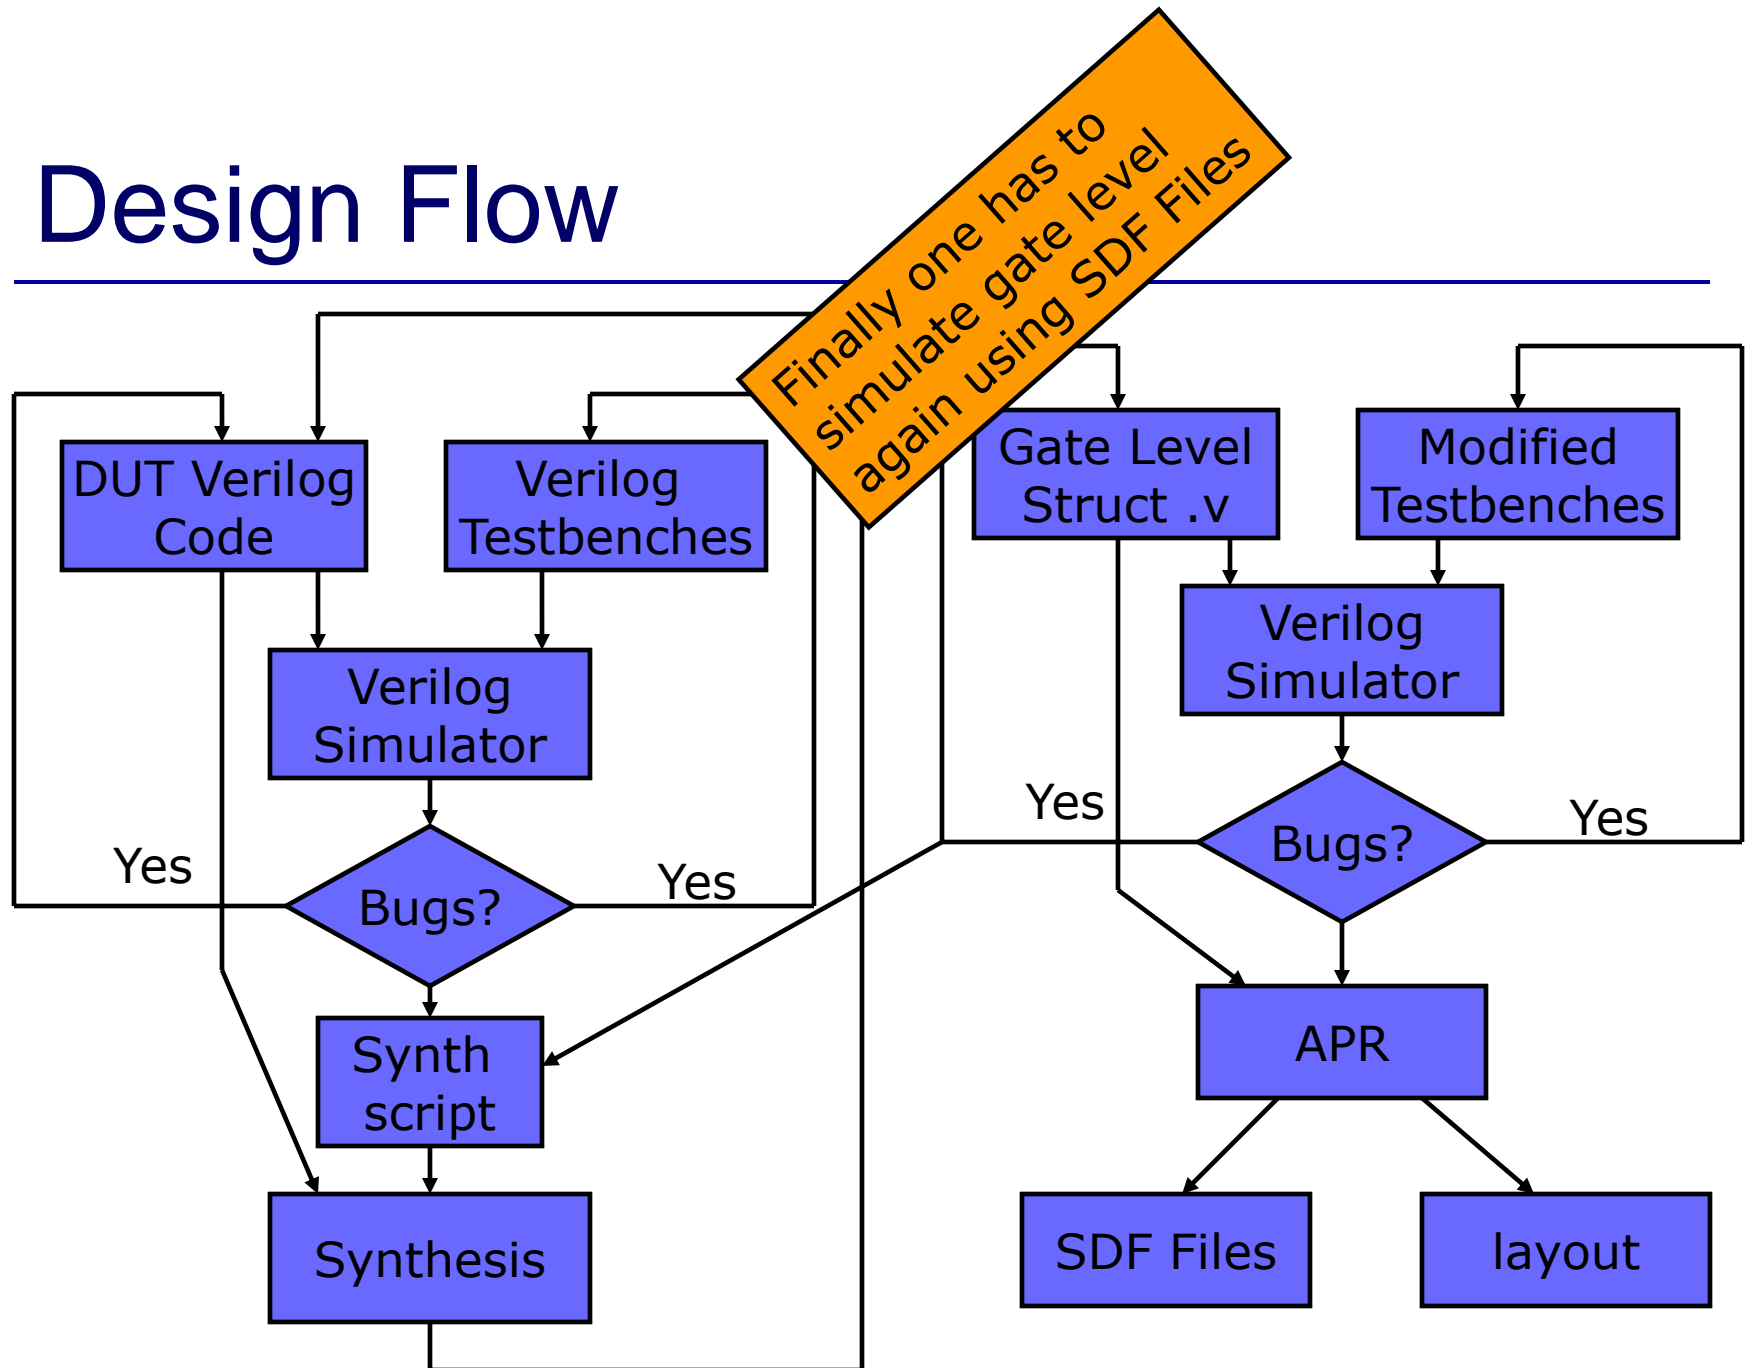 Design Flow
Finally one has to
simulate gate level
again using SDF Files
DUT Verilog
Code
Verilog
Testbenches
Gate Level
Struct .v
Modified
Testbenches
Verilog
Simulator
Verilog
Simulator
Yes
Bugs?
Yes
Yes
Bugs?
Yes
Synth
script
APR
Synthesis
SDF Files
layout